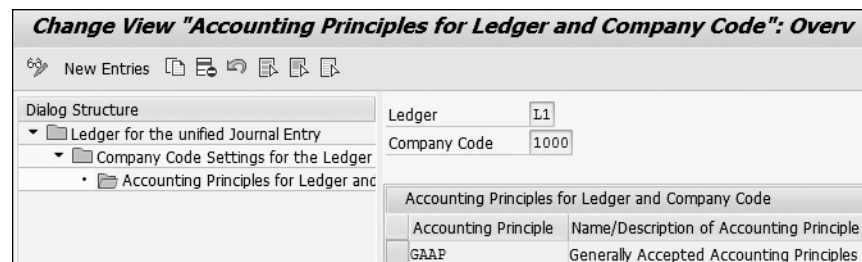 Change View "Accounting Principles for Ledger and Company Code": Overv
New Entries
Dialog Structure
Ledger for the unified Journal Entry
Company Code Settings for the Ledger
Accounting Principles for Ledger and
Ledger L1
Company Code 1000
Accounting Principles for Ledger and Company Code
Accounting Principle Name/Description of Accounting Principle
GAAP Generally Accepted Accounting Principles